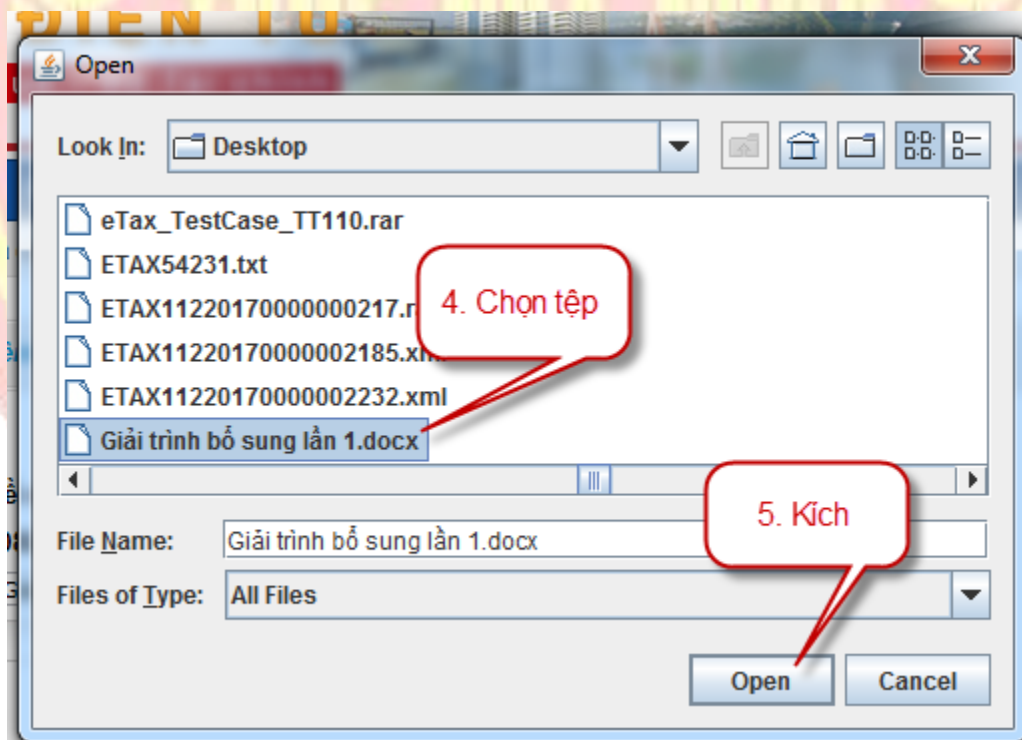 ĐIỆN TỬ
Open
Look In:
Desktop
eTax_TestCase_TT110.rar
ETAX54231.txt
ETAX11220170000000217.r
4. Chọn tệp
ETAX11220170000002185.x
ETAX11220170000002232.xml
Giải trình bổ sung lần 1.docx
5. Kích
File Name:
Giải trình bổ sung lần 1.docx
Files of Type:
All Files
Open
Cancel